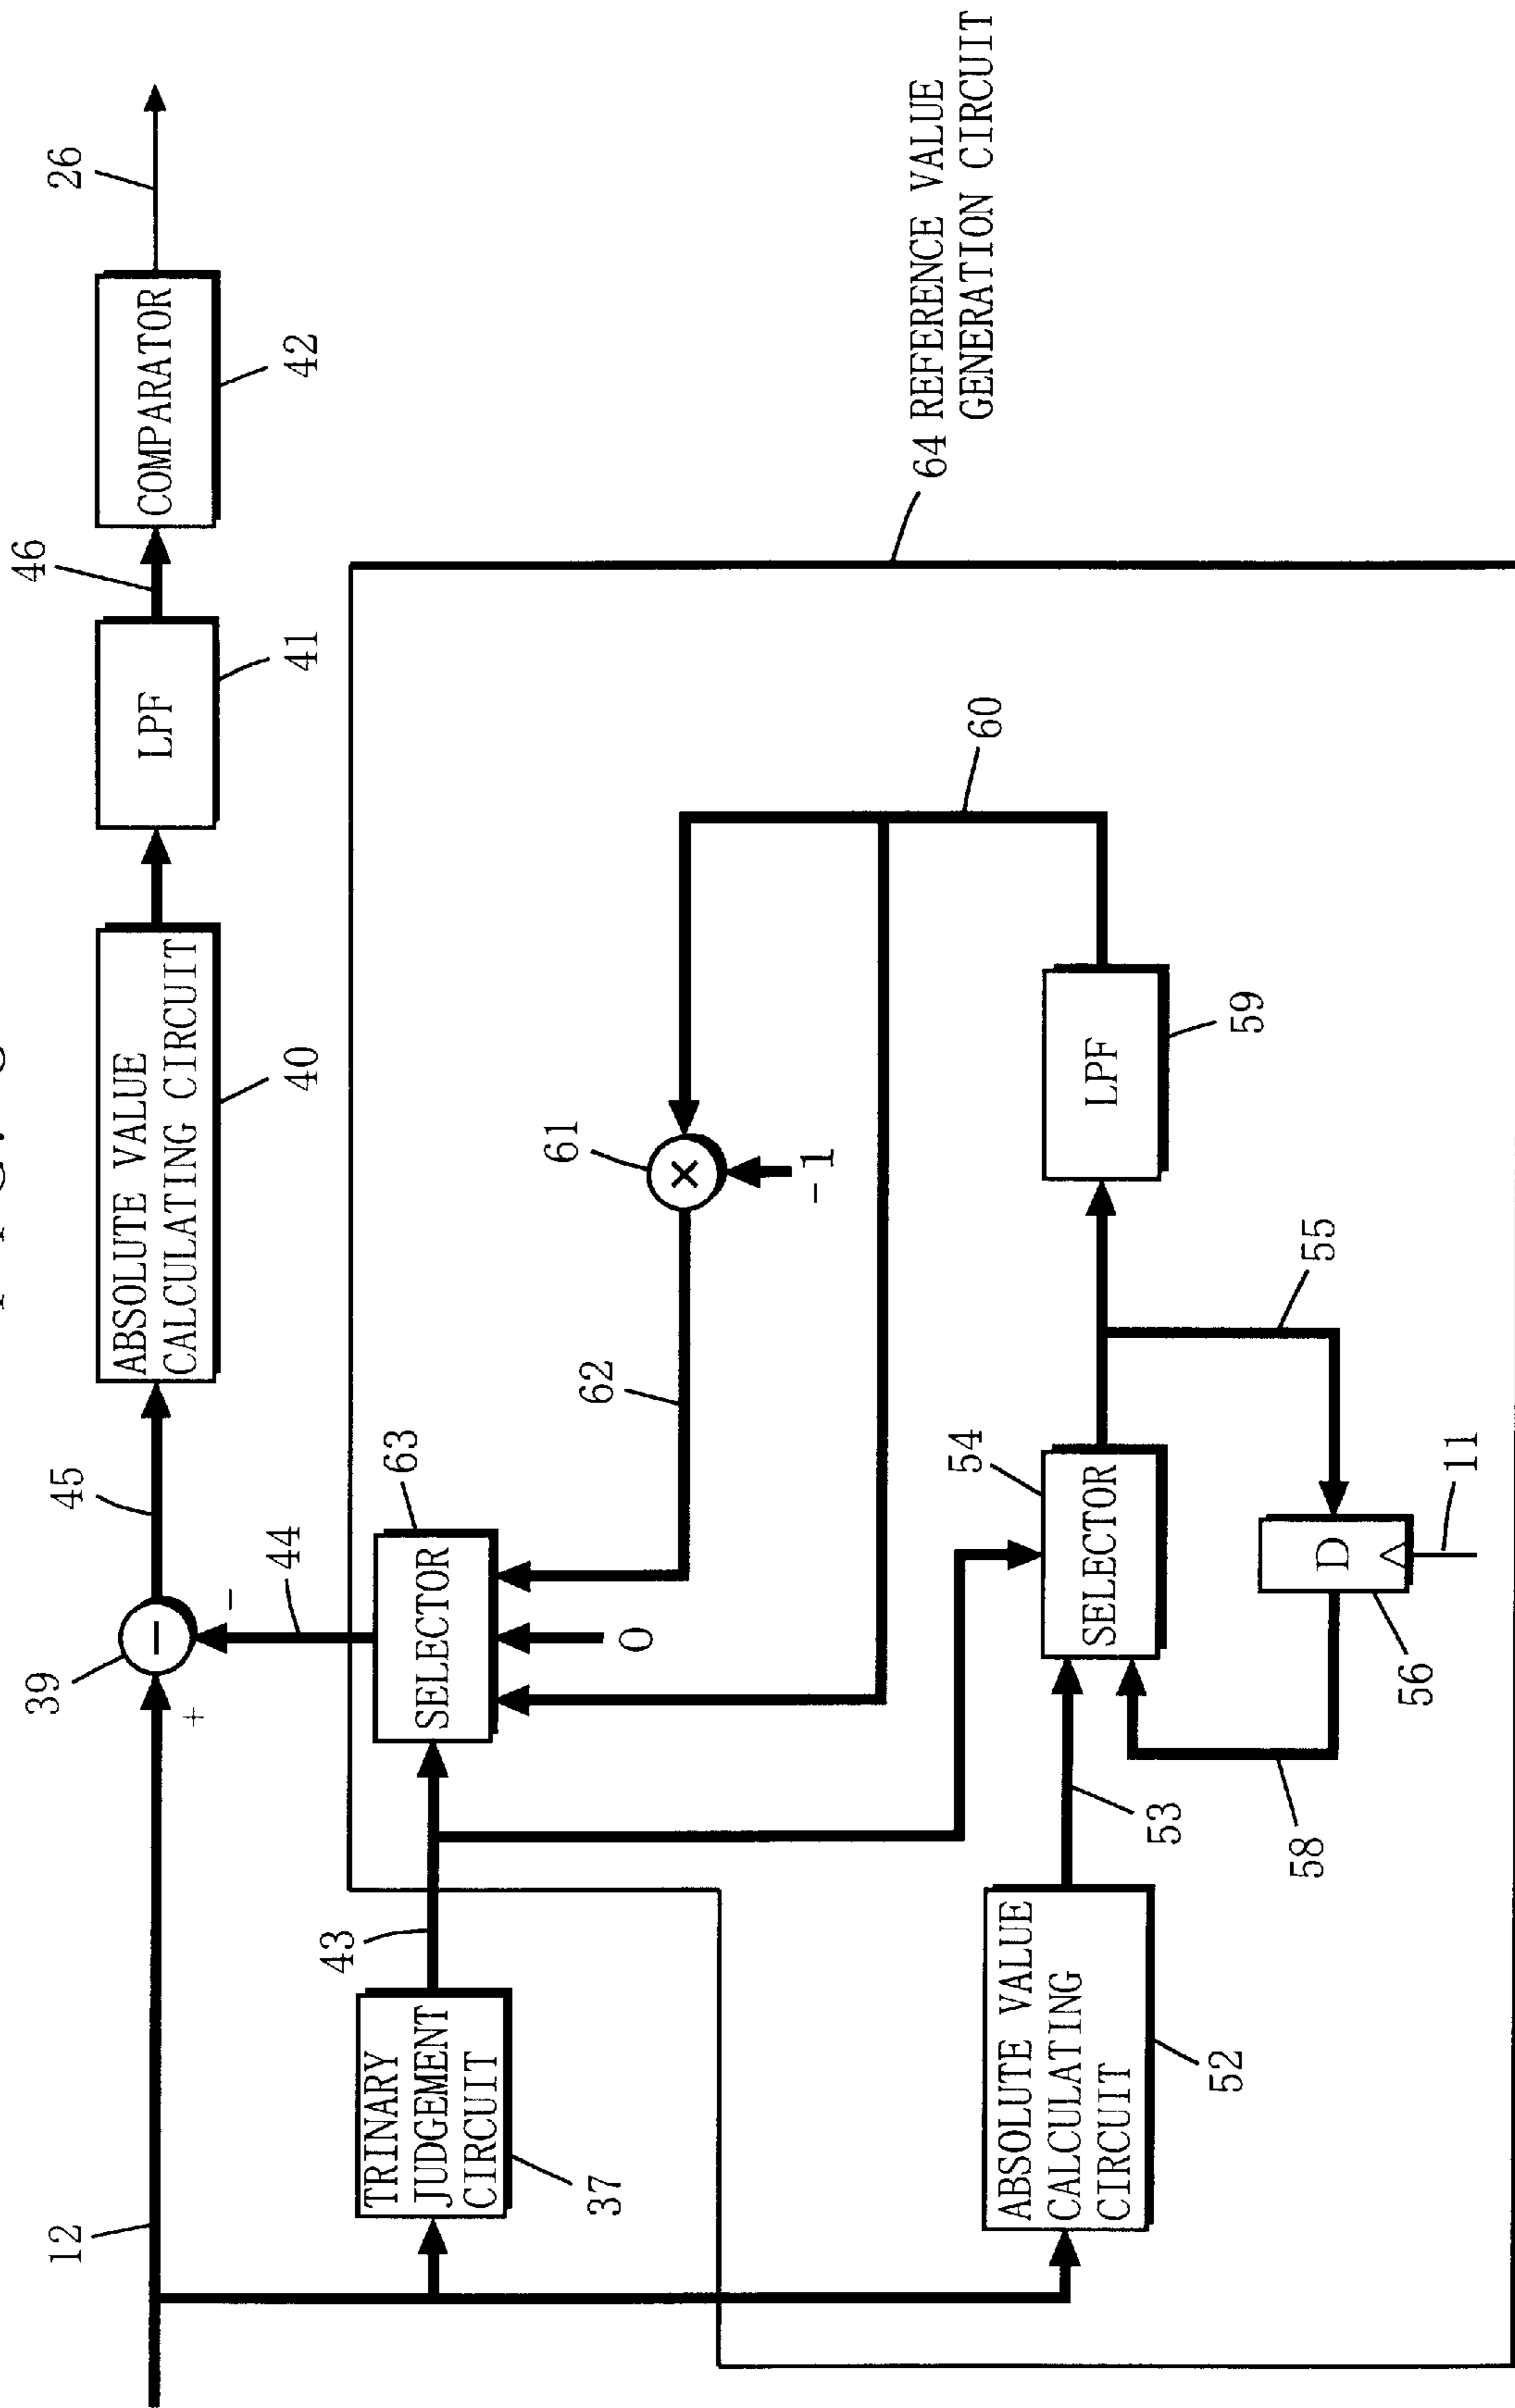 12
39
+
-
−
45
ABSOLUTE VALUE
CALCULATING CIRCUIT
40
LPF
41
46
COMPARATOR
42
26
TRINARY
JUDGEMENT
CIRCUIT
37
43
SELECTOR
63
44
0
62
61
×
-1
60
64 REFERENCE VALUE
GENERATION CIRCUIT
ABSOLUTE VALUE
CALCULATING
CIRCUIT
52
53
SELECTOR
54
58
D
56
11
55
LPF
59